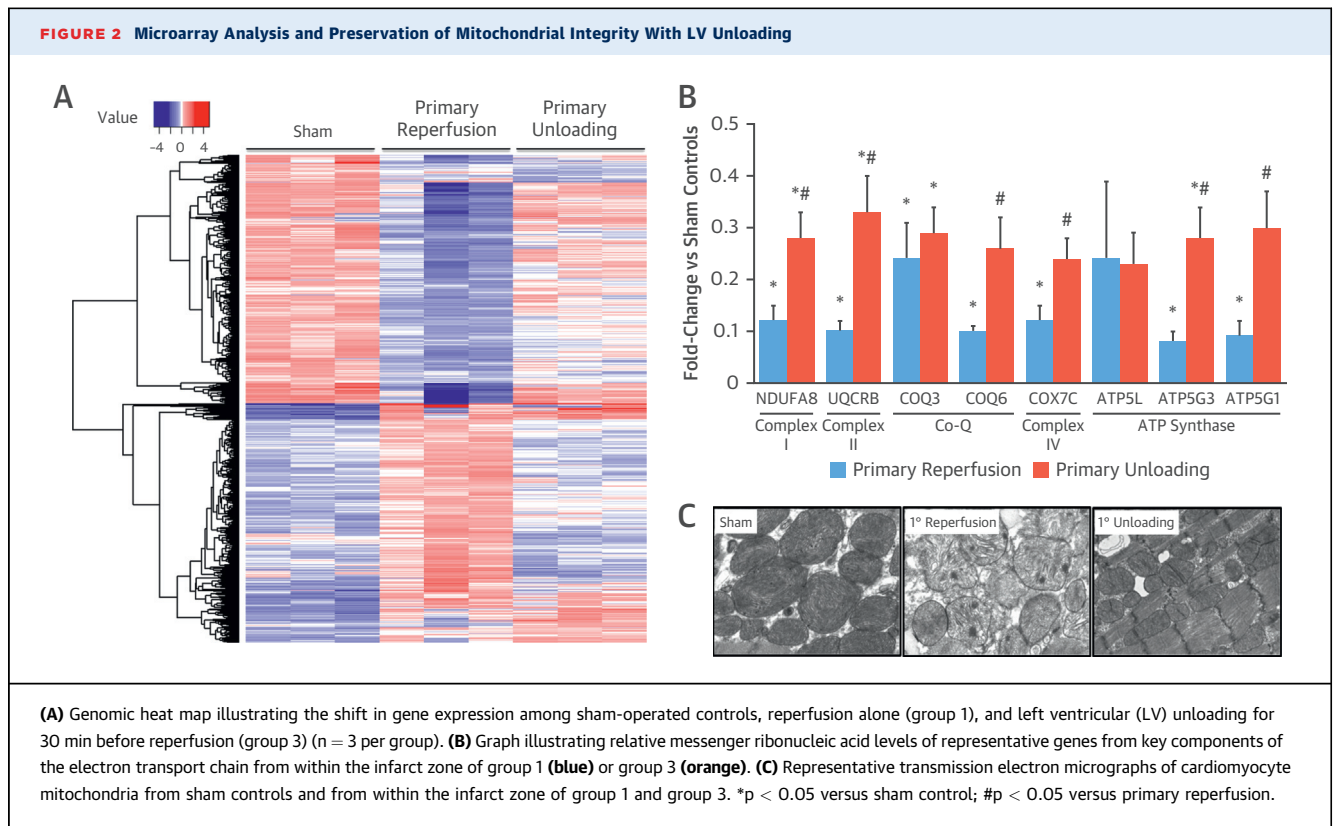 FIGURE 2 Microarray Analysis and Preservation of Mitochondrial Integrity With LV Unloading
A
Value
-4 0 4
Sham
Primary
Reperfusion
Primary
Unloading
B
Fold-Change vs Sham Controls
0.5
0.4
0.3
0.2
0.1
0
* *# * *# * * * # * # * *# * #
NDUFA8 UQCRB COQ3 COQ6 COX7C ATP5L ATP5G3 ATP5G1
Complex Complex Co-Q Complex ATP Synthase
I II IV
Primary Reperfusion Primary Unloading
C
Sham 1° Reperfusion 1° Unloading
(A) Genomic heat map illustrating the shift in gene expression among sham-operated controls, reperfusion alone (group 1), and left ventricular (LV) unloading for
30 min before reperfusion (group 3) (n = 3 per group). (B) Graph illustrating relative messenger ribonucleic acid levels of representative genes from key components of
the electron transport chain from within the infarct zone of group 1 (blue) or group 3 (orange). (C) Representative transmission electron micrographs of cardiomyocyte
mitochondria from sham controls and from within the infarct zone of group 1 and group 3. *p < 0.05 versus sham control; #p < 0.05 versus primary reperfusion.